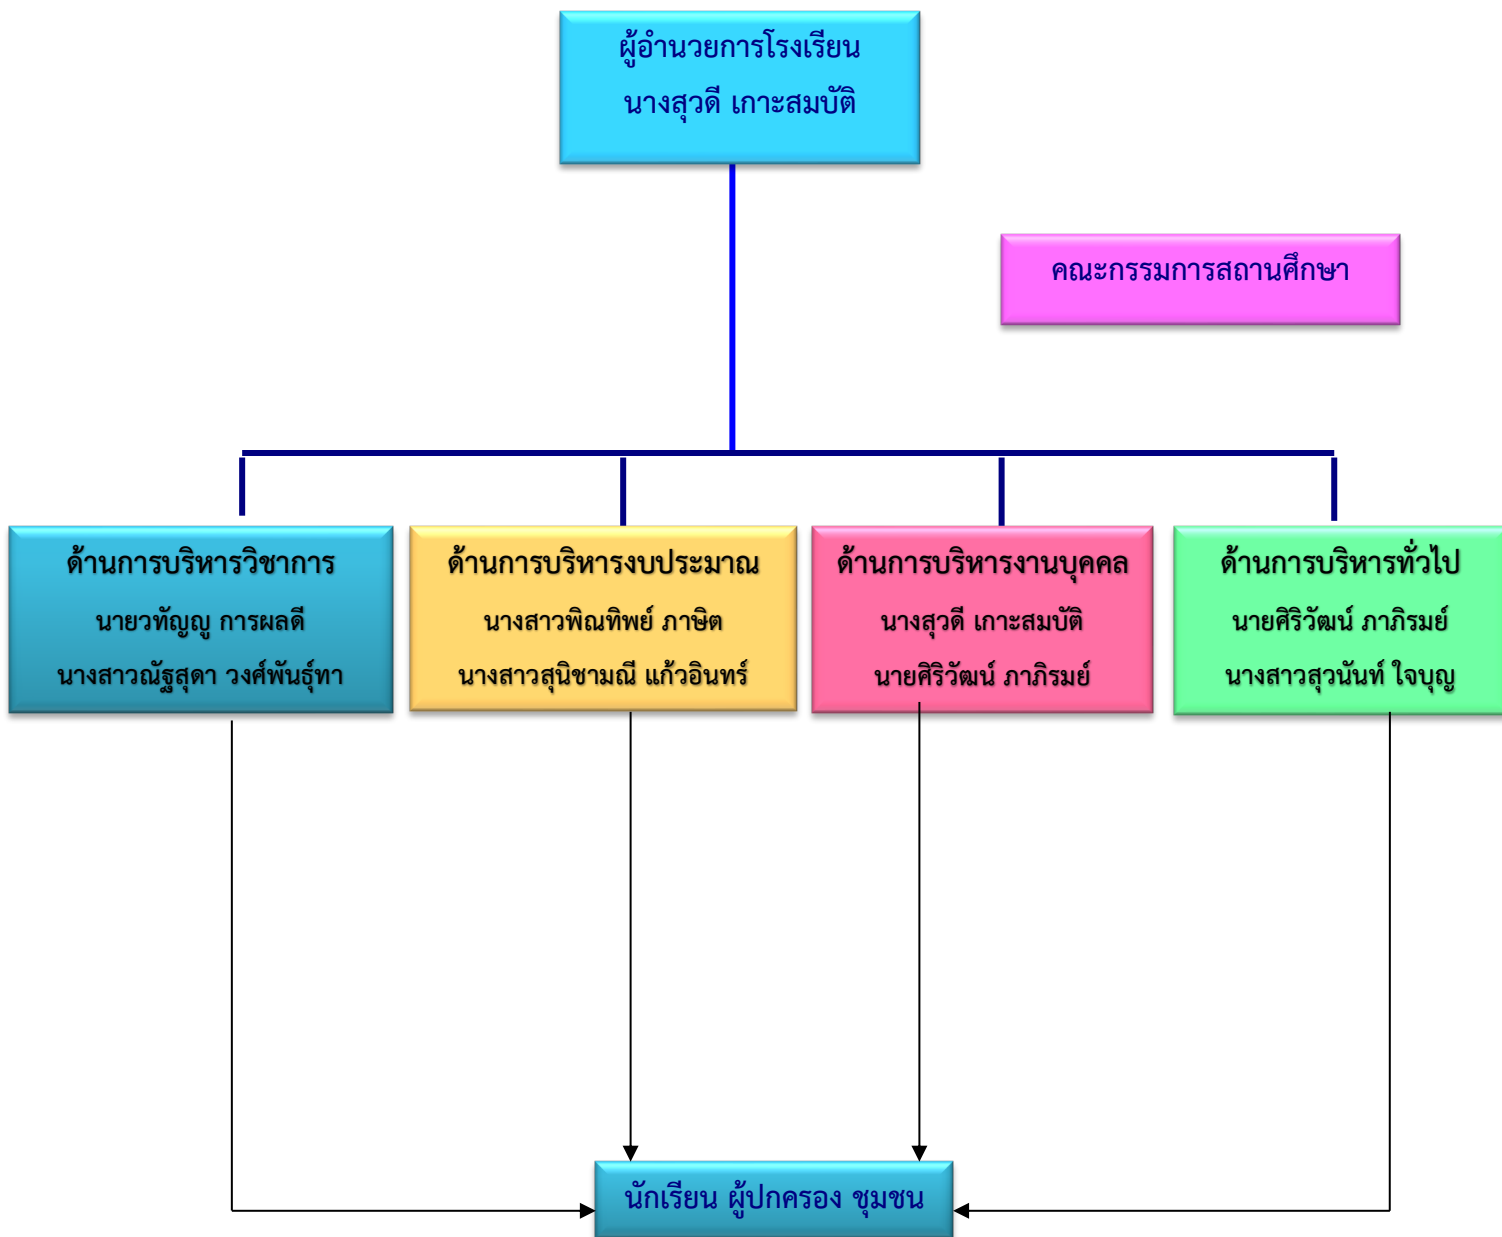 ผู้อำนวยการโรงเรียน
นางสุวดี เกาะสมบัติ
คณะกรรมการสถานศึกษา
ด้านการบริหารวิชาการ
นายวทัญญู การผลดี
นางสาวณัฐสุดา วงศ์พันธุ์ทา
ด้านการบริหารงบประมาณ
นางสาวพิณทิพย์ ภาษิต
นางสาวสุนิชามณี แก้วอินทร์
ด้านการบริหารงานบุคคล
นางสุวดี เกาะสมบัติ
นายศิริวัฒน์ ภาภิรมย์
ด้านการบริหารทั่วไป
นายศิริวัฒน์ ภาภิรมย์
นางสาวสุวนันท์ ใจบุญ
นักเรียน ผู้ปกครอง ชุมชน